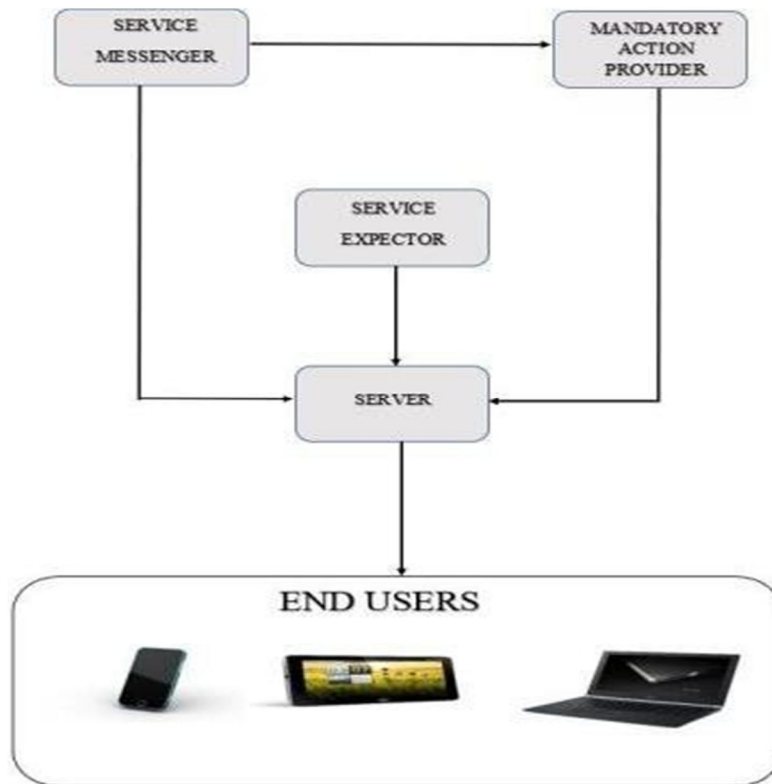 SERVICE
MESSENGER
MANDATORY
ACTION
PROVIDER
SERVICE
EXPECTOR
SERVER
END USERS